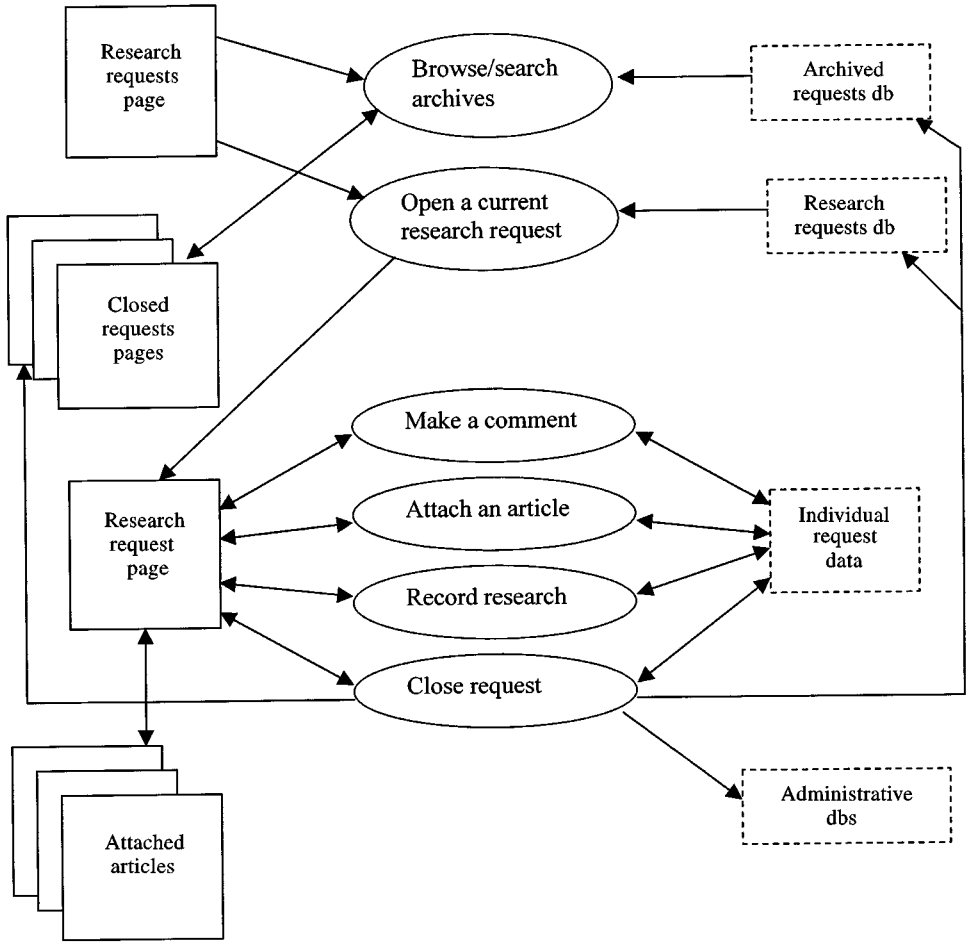 Research
requests
page
Browse/search
archives
Archived
requests db
Open a current
research request
Research
requests db
Closed
requests
pages
Make a comment
Research
request
page
Attach an article
Individual
request
data
Record research
Close request
Administrative
dbs
Attached
articles